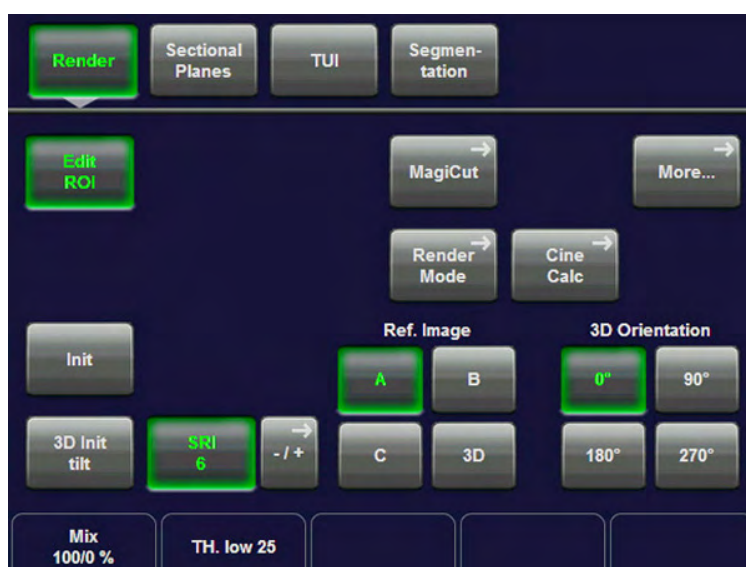 Render
Sectional
Planes
TUI
Segmen-
tation
Edit
ROI
MagiCut
More...
Render
Mode
Cine
Calc
Init
Ref. Image
3D Orientation
A
B
0°
90°
3D Init
tilt
SRI
6
- / +
C
3D
180°
270°
Mix
100/0 %
TH. low 25